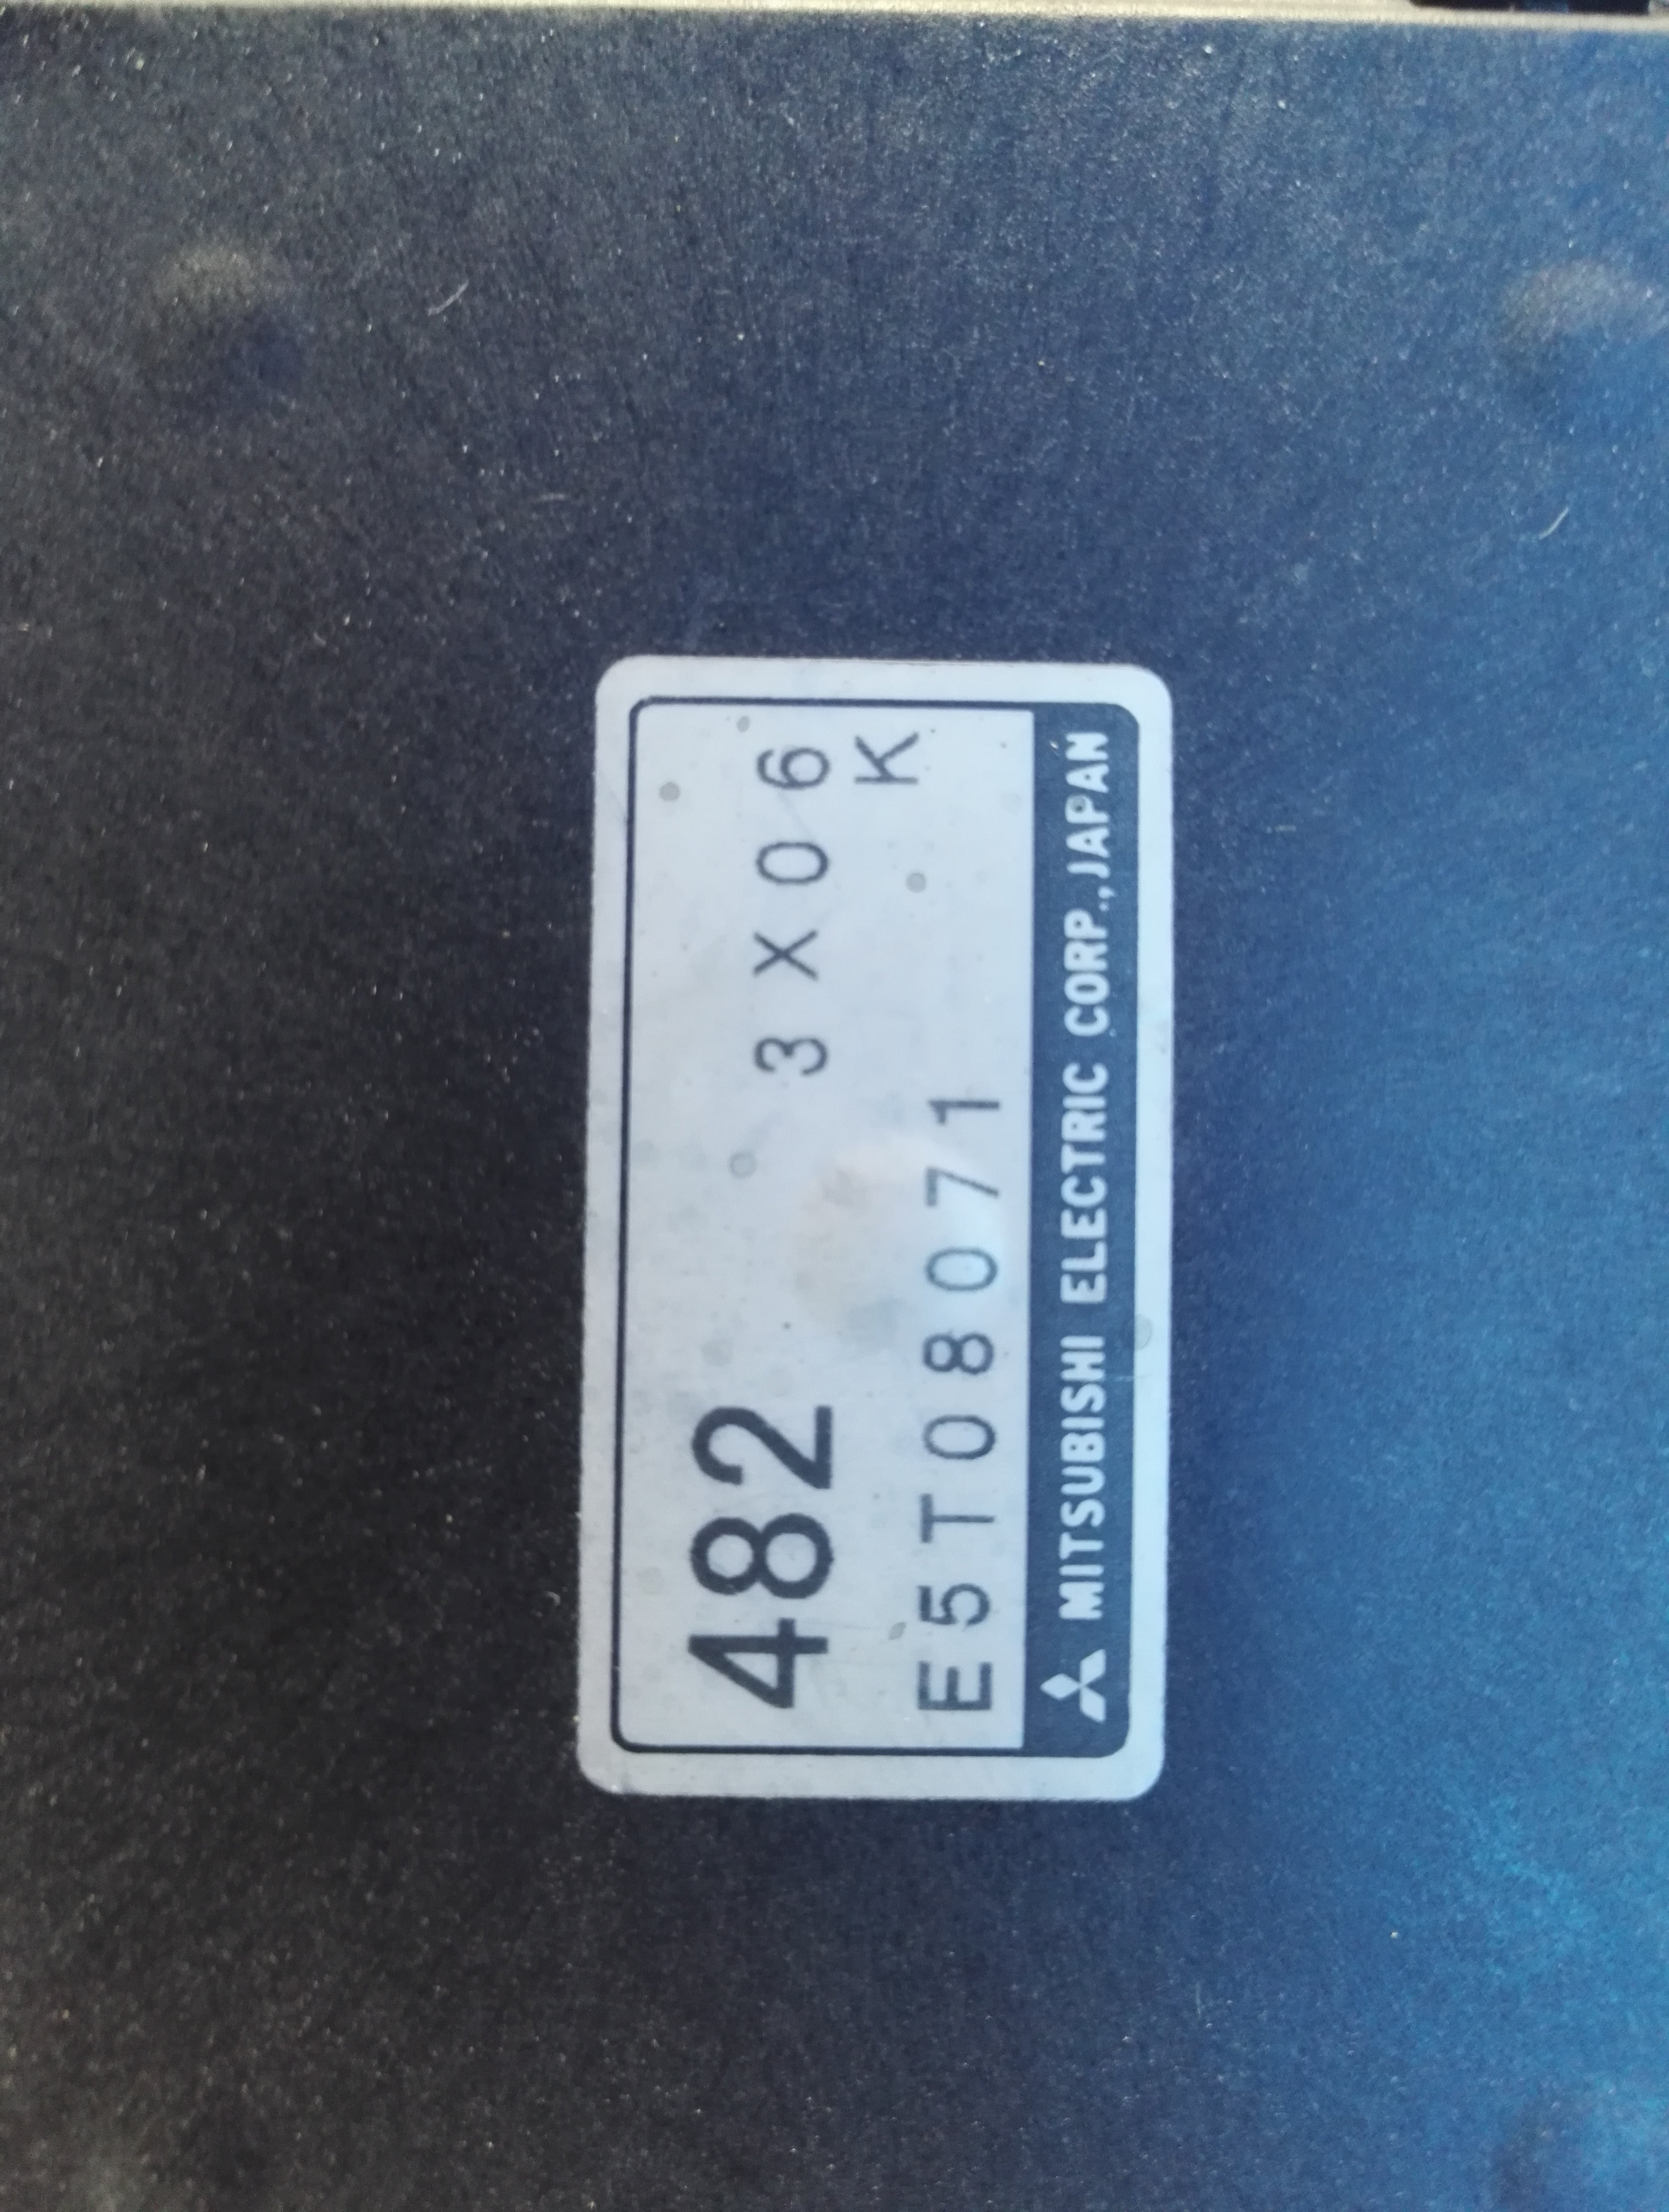 482 3X06
K
E5T08071
MITSUBISHI ELECTRIC CORP.,JAPAN